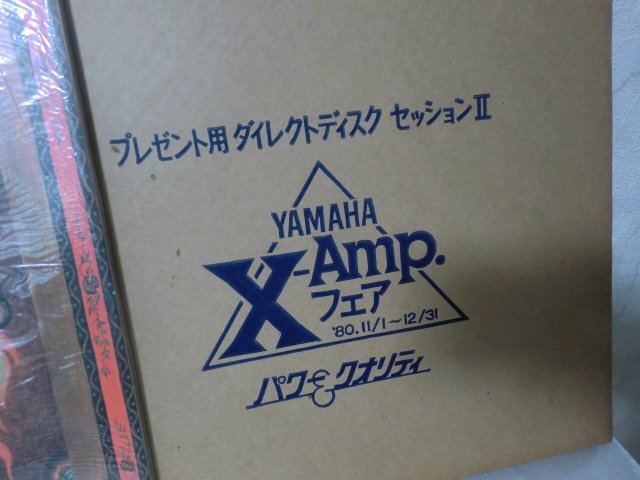 プレゼント用 ダイレクトディスク セッションⅡ
YAMAHA
X-Amp.
フェア
'80.11/1〜12/31
パワー&クオリティ